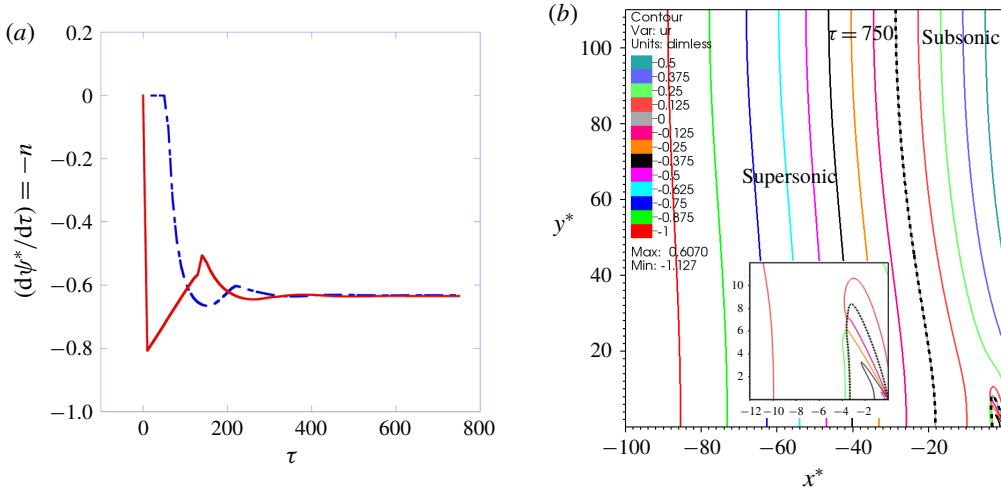 (a)
0.2
0
−0.2
−0.4
−0.6
−0.8
−1.0
(dψ*/dτ) = −n
0
200
400
600
800
τ
(b)
Contour
Var: ur
Units: dimless
0.5
0.375
0.25
0.125
0
-0.125
-0.25
-0.375
-0.5
-0.625
-0.75
-0.875
-1
Max: 0.6070
Min: -1.127
τ = 750
Subsonic
Supersonic
100
80
60
40
20
y*
10
8
6
4
2
−12 −10 −8 −6 −4 −2
−100
−80
−60
−40
−20
x*